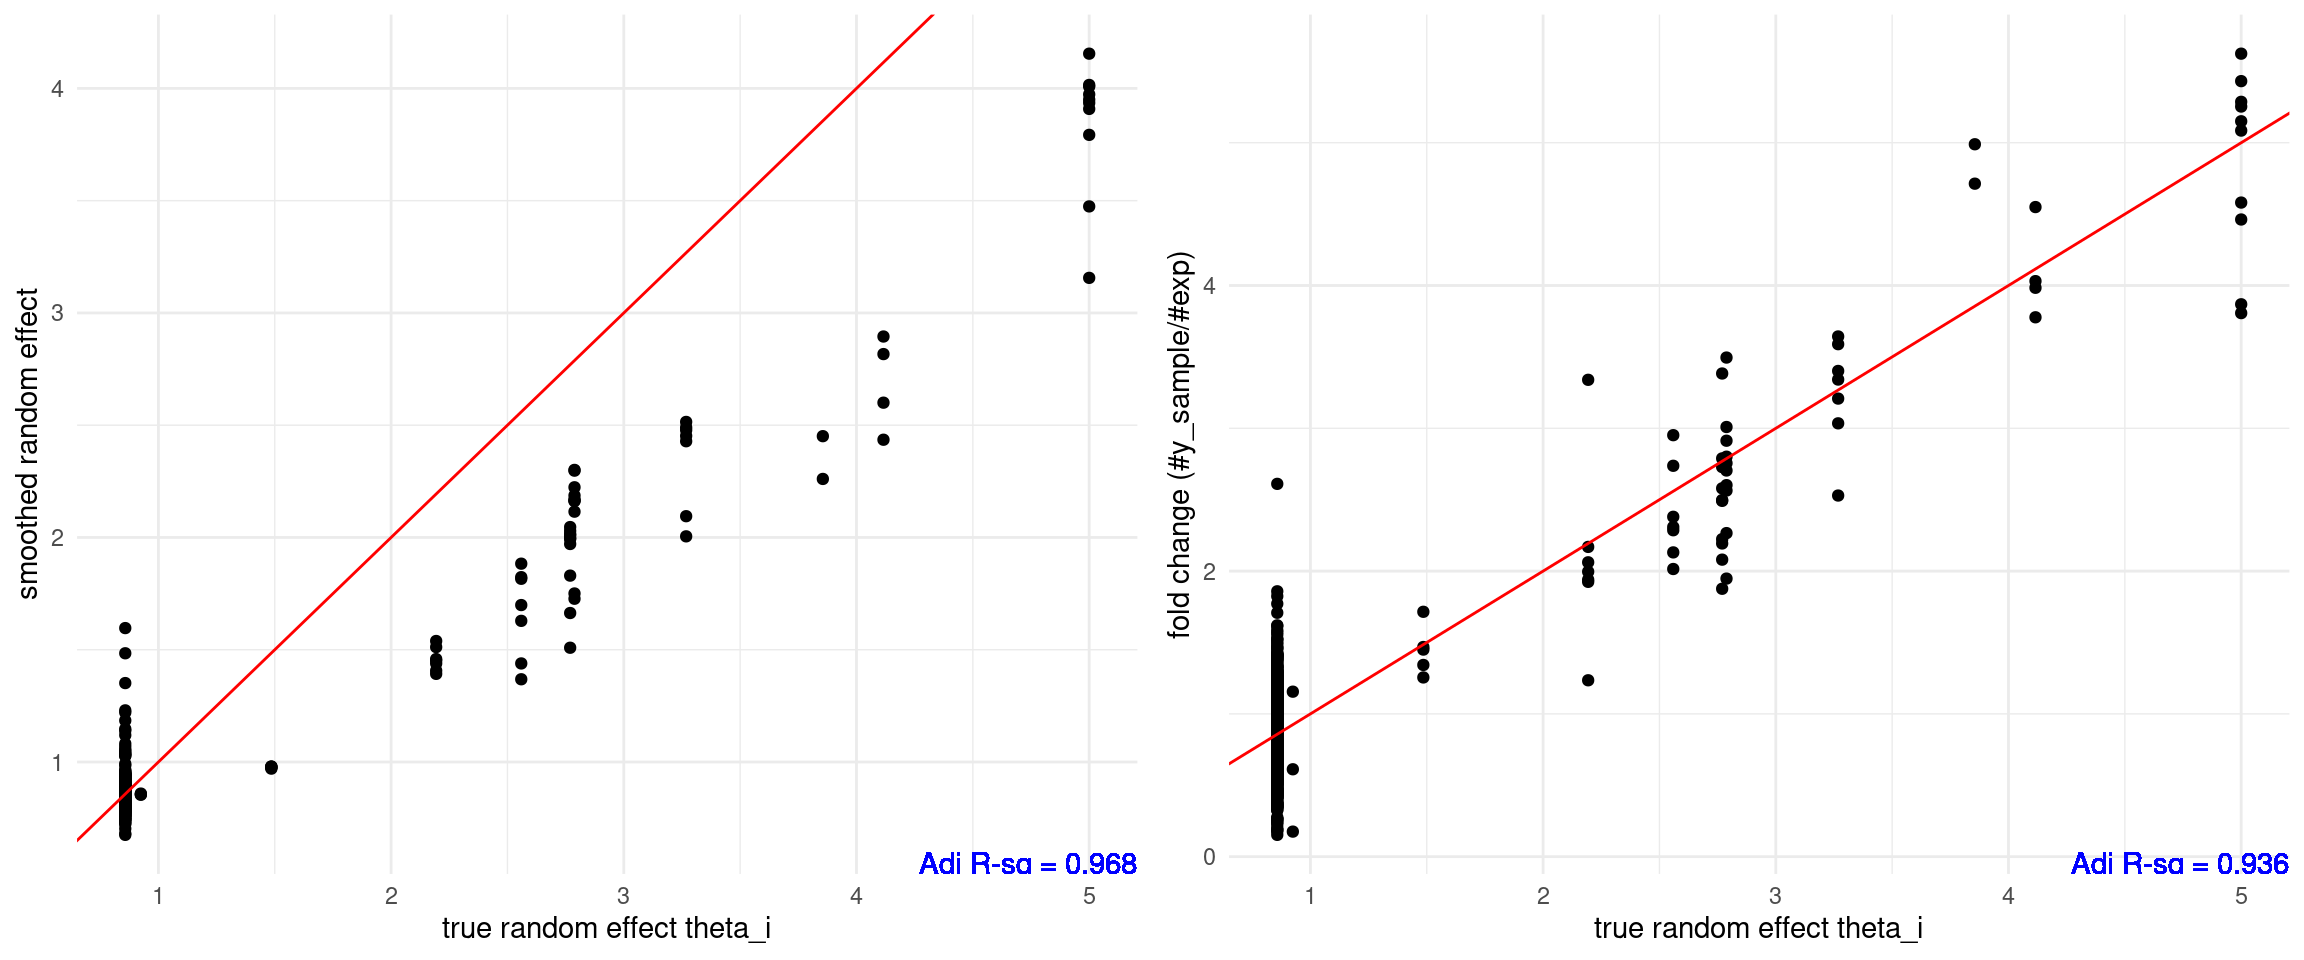 smoothed random effect
4
3
2
1
Adj R-sq = 0.968
1 2 3 4 5
true random effect theta_i
fold change (#y_sample/#exp)
4
2
0
Adj R-sq = 0.936
1 2 3 4 5
true random effect theta_i